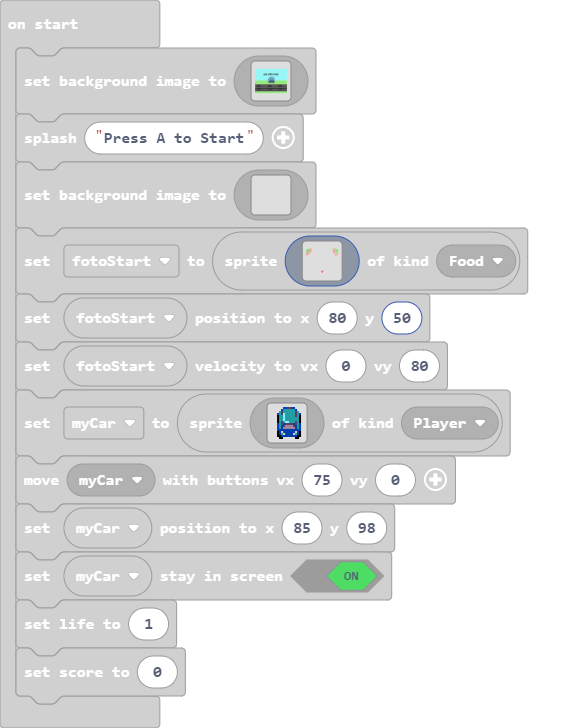 on start
set background image to
splash "Press A to Start"
set background image to
set fotoStart to sprite of kind Food
set fotoStart position to x 80 y 50
set fotoStart velocity to vx 0 vy 80
set myCar to sprite of kind Player
move myCar with buttons vx 75 vy 0
set myCar position to x 85 y 98
set myCar stay in screen ON
set life to 1
set score to 0